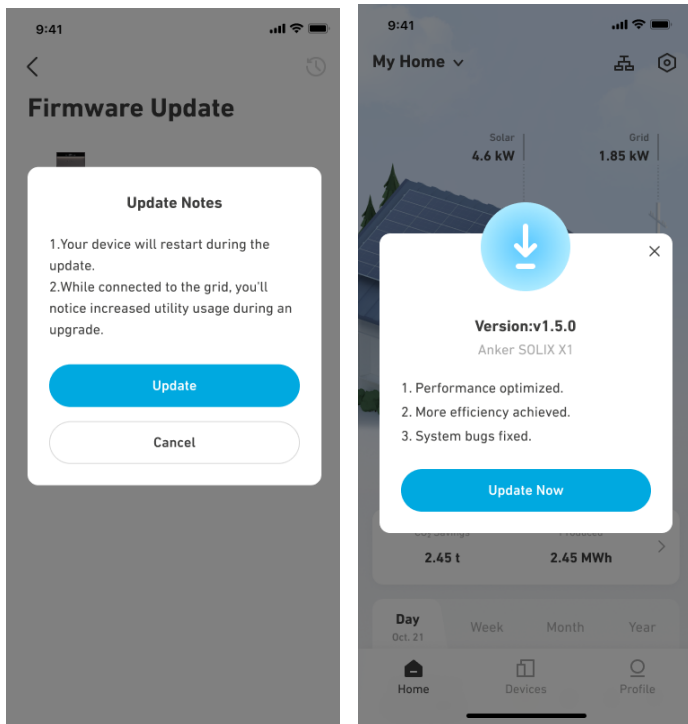 9:41
Firmware Update
Update Notes
1.Your device will restart during the
update.
2.While connected to the grid, you'll
notice increased utility usage during an
upgrade.
Update
Cancel
9:41
My Home
Solar
4.6 kW
Grid
1.85 kW
Version:v1.5.0
Anker SOLIX X1
1. Performance optimized.
2. More efficiency achieved.
3. System bugs fixed.
Update Now
2.45 t
2.45 MWh
Day
Oct. 21
Week
Month
Year
Home
Devices
Profile